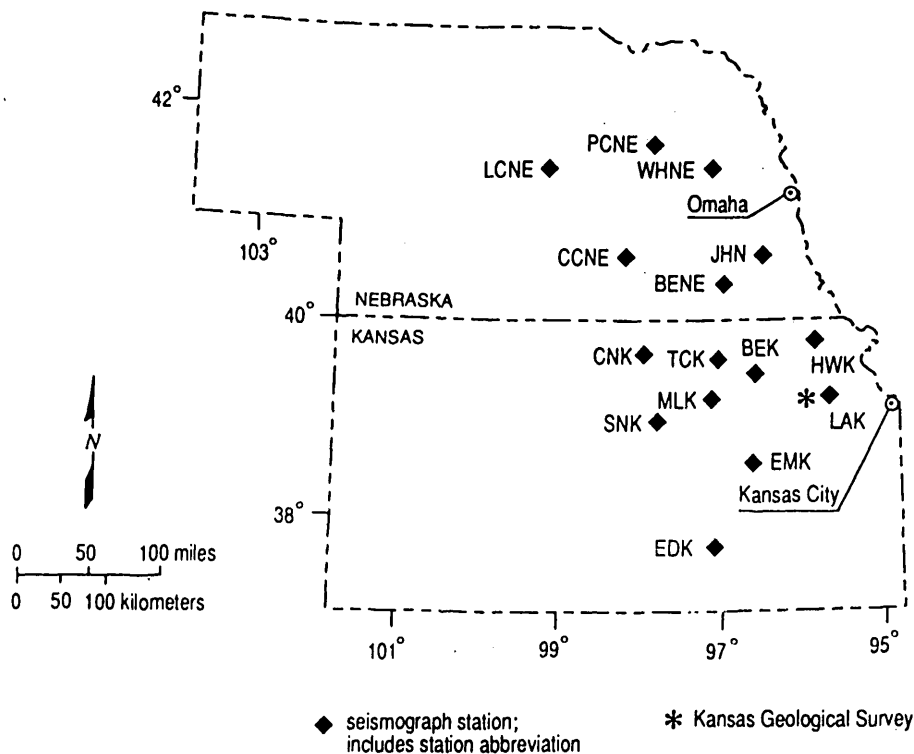 42°
PCNE
LCNE
WHNE
Omaha
103°
CCNE
JHN
BENE
NEBRASKA
40°
KANSAS
CNK
TCK
BEK
HWK
MLK
LAK
SNK
N
EMK
Kansas City
38°
EDK
0 50 100 miles
0 50 100 kilometers
101° 99° 97° 95°
seismograph station;
includes station abbreviation
* Kansas Geological Survey